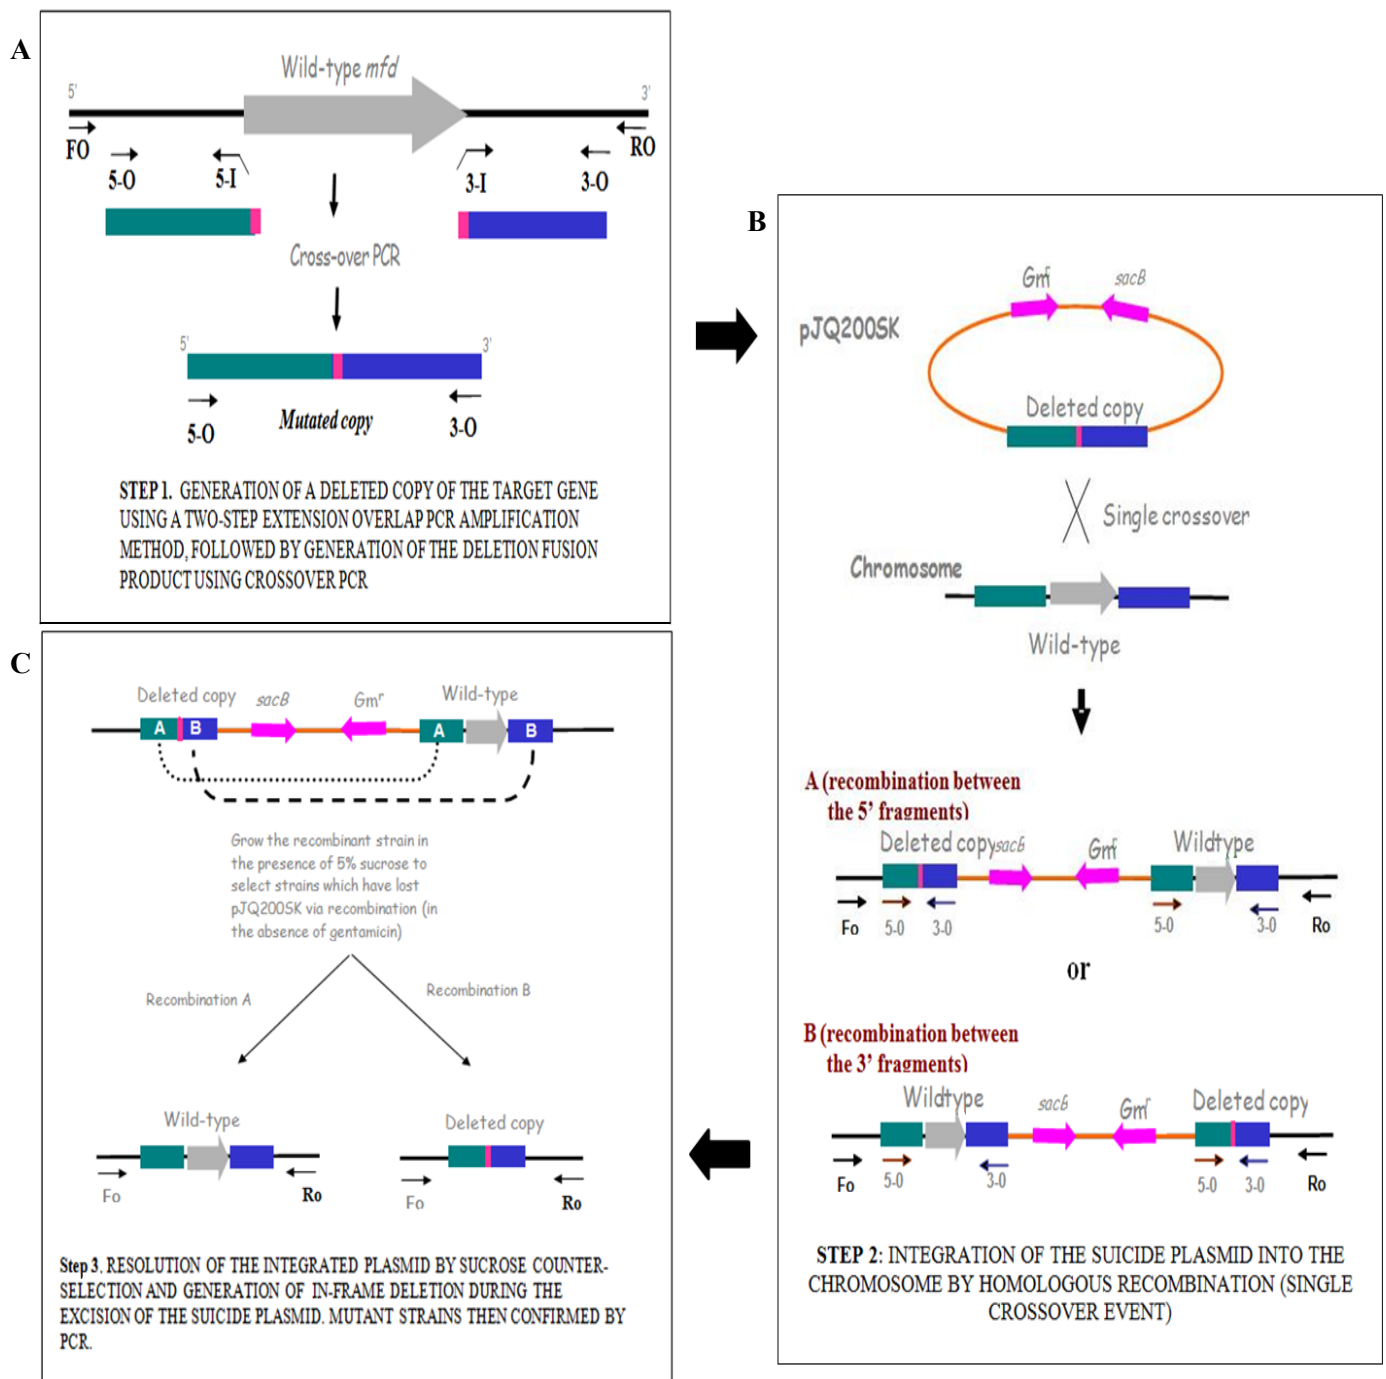 A
Wild-type mfd
5'
3'
FO
RO
5-O
5-I
3-I
3-O
Cross-over PCR
5'
3'
Mutated copy
5-O
3-O
STEP 1. GENERATION OF A DELETED COPY OF THE TARGET GENE
USING A TWO-STEP EXTENSION OVERLAP PCR AMPLIFICATION
METHOD, FOLLOWED BY GENERATION OF THE DELETION FUSION
PRODUCT USING CROSSOVER PCR
B
Gmr
sacB
pJQ200SK
Deleted copy
Single crossover
Chromosome
Wild-type
A (recombination between
the 5' fragments)
Deleted copy
sacB
Gmr
Wildtype
Fo
5-0
3-0
5-0
3-0
Ro
or
B (recombination between
the 3' fragments)
Wildtype
sacB
Gmr
Deleted copy
Fo
5-0
3-0
5-0
3-0
Ro
STEP 2: INTEGRATION OF THE SUICIDE PLASMID INTO THE
CHROMOSOME BY HOMOLOGOUS RECOMBINATION (SINGLE
CROSSOVER EVENT)
C
Deleted copy
sacB
Gmr
Wild-type
A
B
A
B
Grow the recombinant strain in
the presence of 5% sucrose to
select strains which have lost
pJQ200SK via recombination (in
the absence of gentamicin)
Recombination A
Recombination B
Wild-type
Deleted copy
Fo
Ro
Fo
Ro
Step 3. RESOLUTION OF THE INTEGRATED PLASMID BY SUCROSE COUNTER-
SELECTION AND GENERATION OF IN-FRAME DELETION DURING THE
EXCISION OF THE SUICIDE PLASMID. MUTANT STRAINS THEN CONFIRMED BY
PCR.